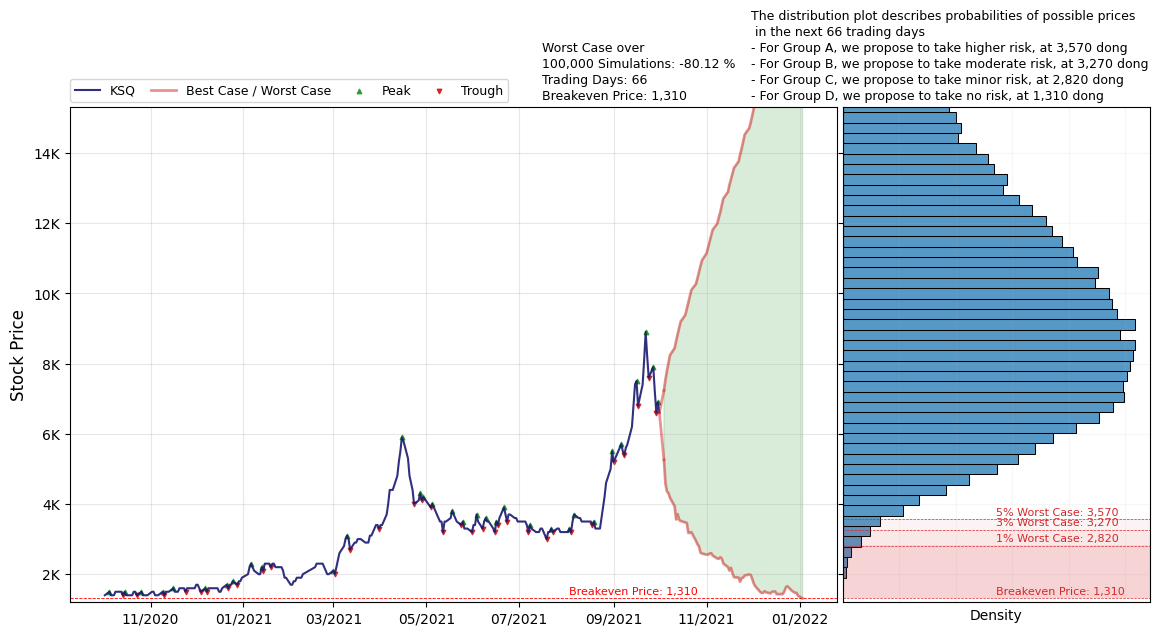 The distribution plot describes probabilities of possible prices
in the next 66 trading days
- For Group A, we propose to take higher risk, at 3,570 dong
- For Group B, we propose to take moderate risk, at 3,270 dong
- For Group C, we propose to take minor risk, at 2,820 dong
- For Group D, we propose to take no risk, at 1,310 dong
Worst Case over
100,000 Simulations: -80.12 %
Trading Days: 66
Breakeven Price: 1,310
KSQ
Best Case / Worst Case
Peak
Trough
Stock Price
14K
12K
10K
8K
6K
4K
2K
Breakeven Price: 1,310
11/2020
01/2021
03/2021
05/2021
07/2021
09/2021
11/2021
01/2022
5% Worst Case: 3,570
3% Worst Case: 3,270
1% Worst Case: 2,820
Breakeven Price: 1,310
Density